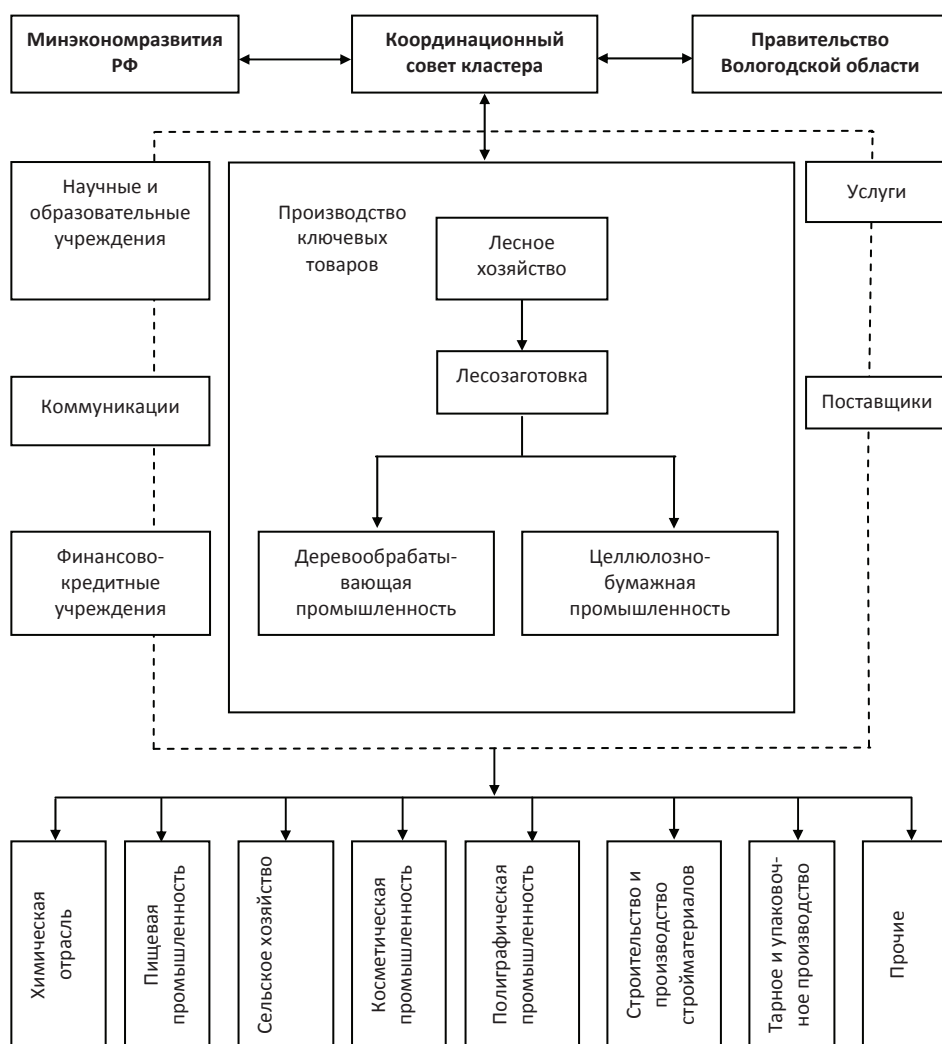 Минэкономразвития
РФ
Координационный
совет кластера
Правительство
Вологодской области
Научные и
образовательные
учреждения
Услуги
Производство
ключевых
товаров
Лесное
хозяйство
Лесозаготовка
Коммуникации
Поставщики
Финансово-
кредитные
учреждения
Деревообрабаты-
вающая
промышленность
Целлюлозно-
бумажная
промышленность
Химическая
отрасль
Пищевая
промышленность
Сельское хозяйство
Косметическая
промышленность
Полиграфическая
промышленность
Строительство и
производство
стройматериалов
Тарное и упаковоч-
ное производство
Прочие